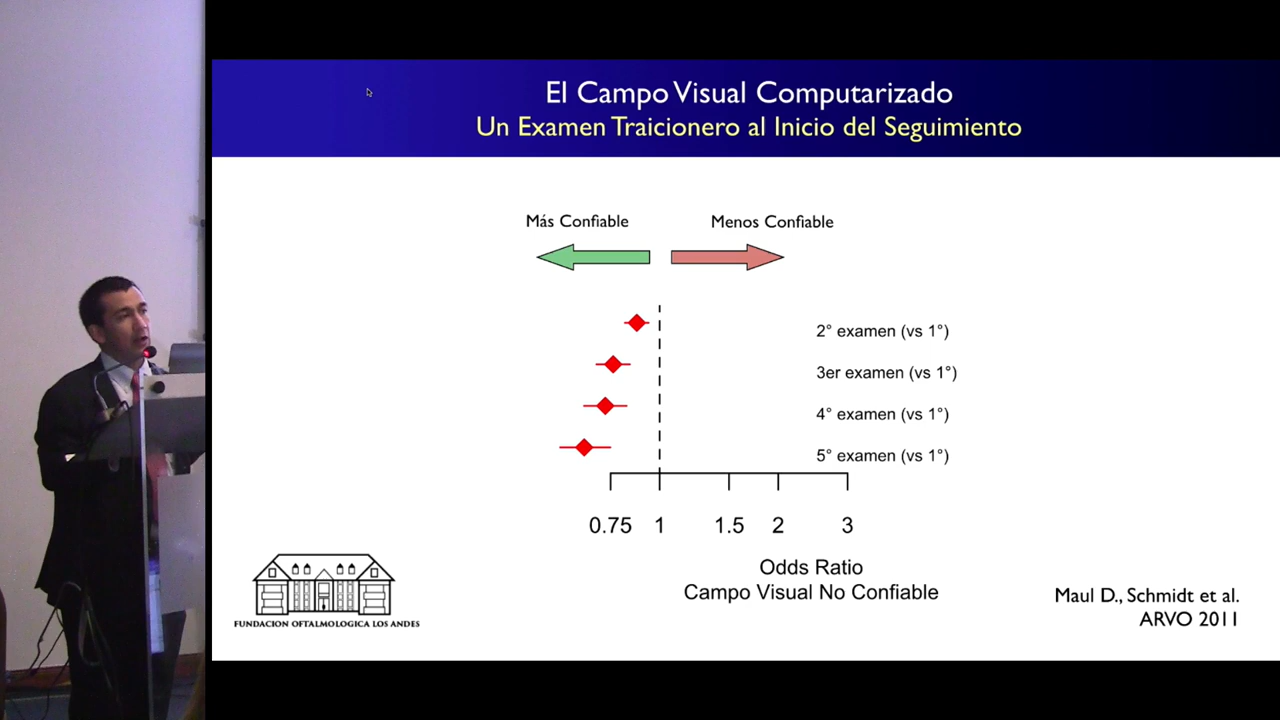 El Campo Visual Computarizado
Un Examen Traicionero al Inicio del Seguimiento
Más Confiable
Menos Confiable
2° examen (vs 1°)
3er examen (vs 1°)
4° examen (vs 1°)
5° examen (vs 1°)
0.75 1 1.5 2 3
Odds Ratio
Campo Visual No Confiable
FUNDACION OFTALMOLOGICA LOS ANDES
Maul D., Schmidt et al.
ARVO 2011